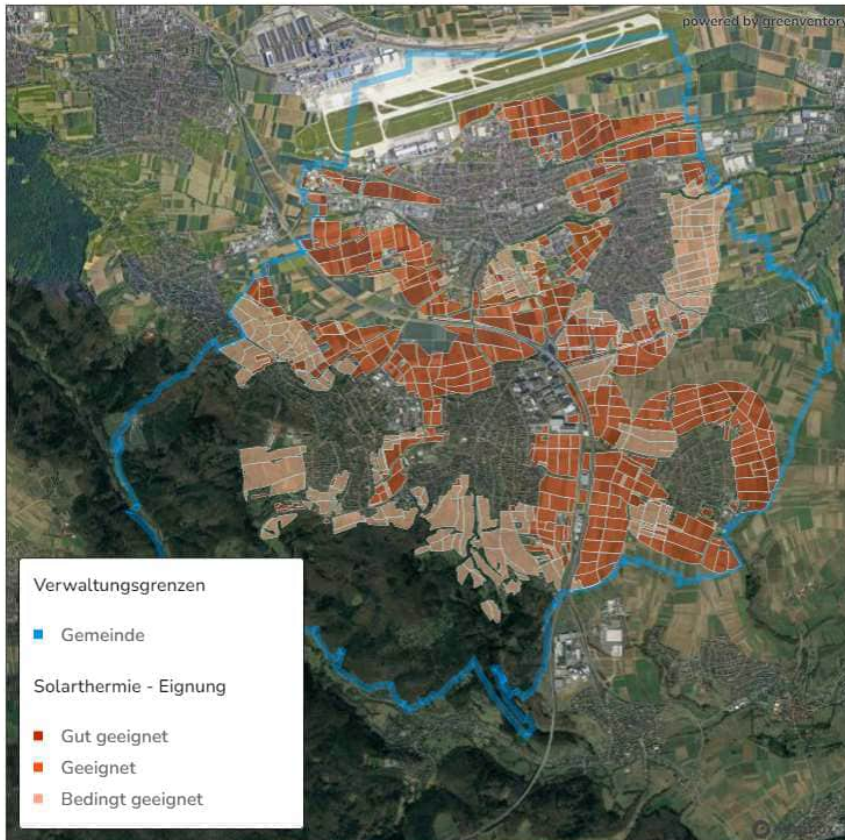 powered by greenventory
Verwaltungsgrenzen
Gemeinde
Solarthermie - Eignung
Gut geeignet
Geeignet
Bedingt geeignet